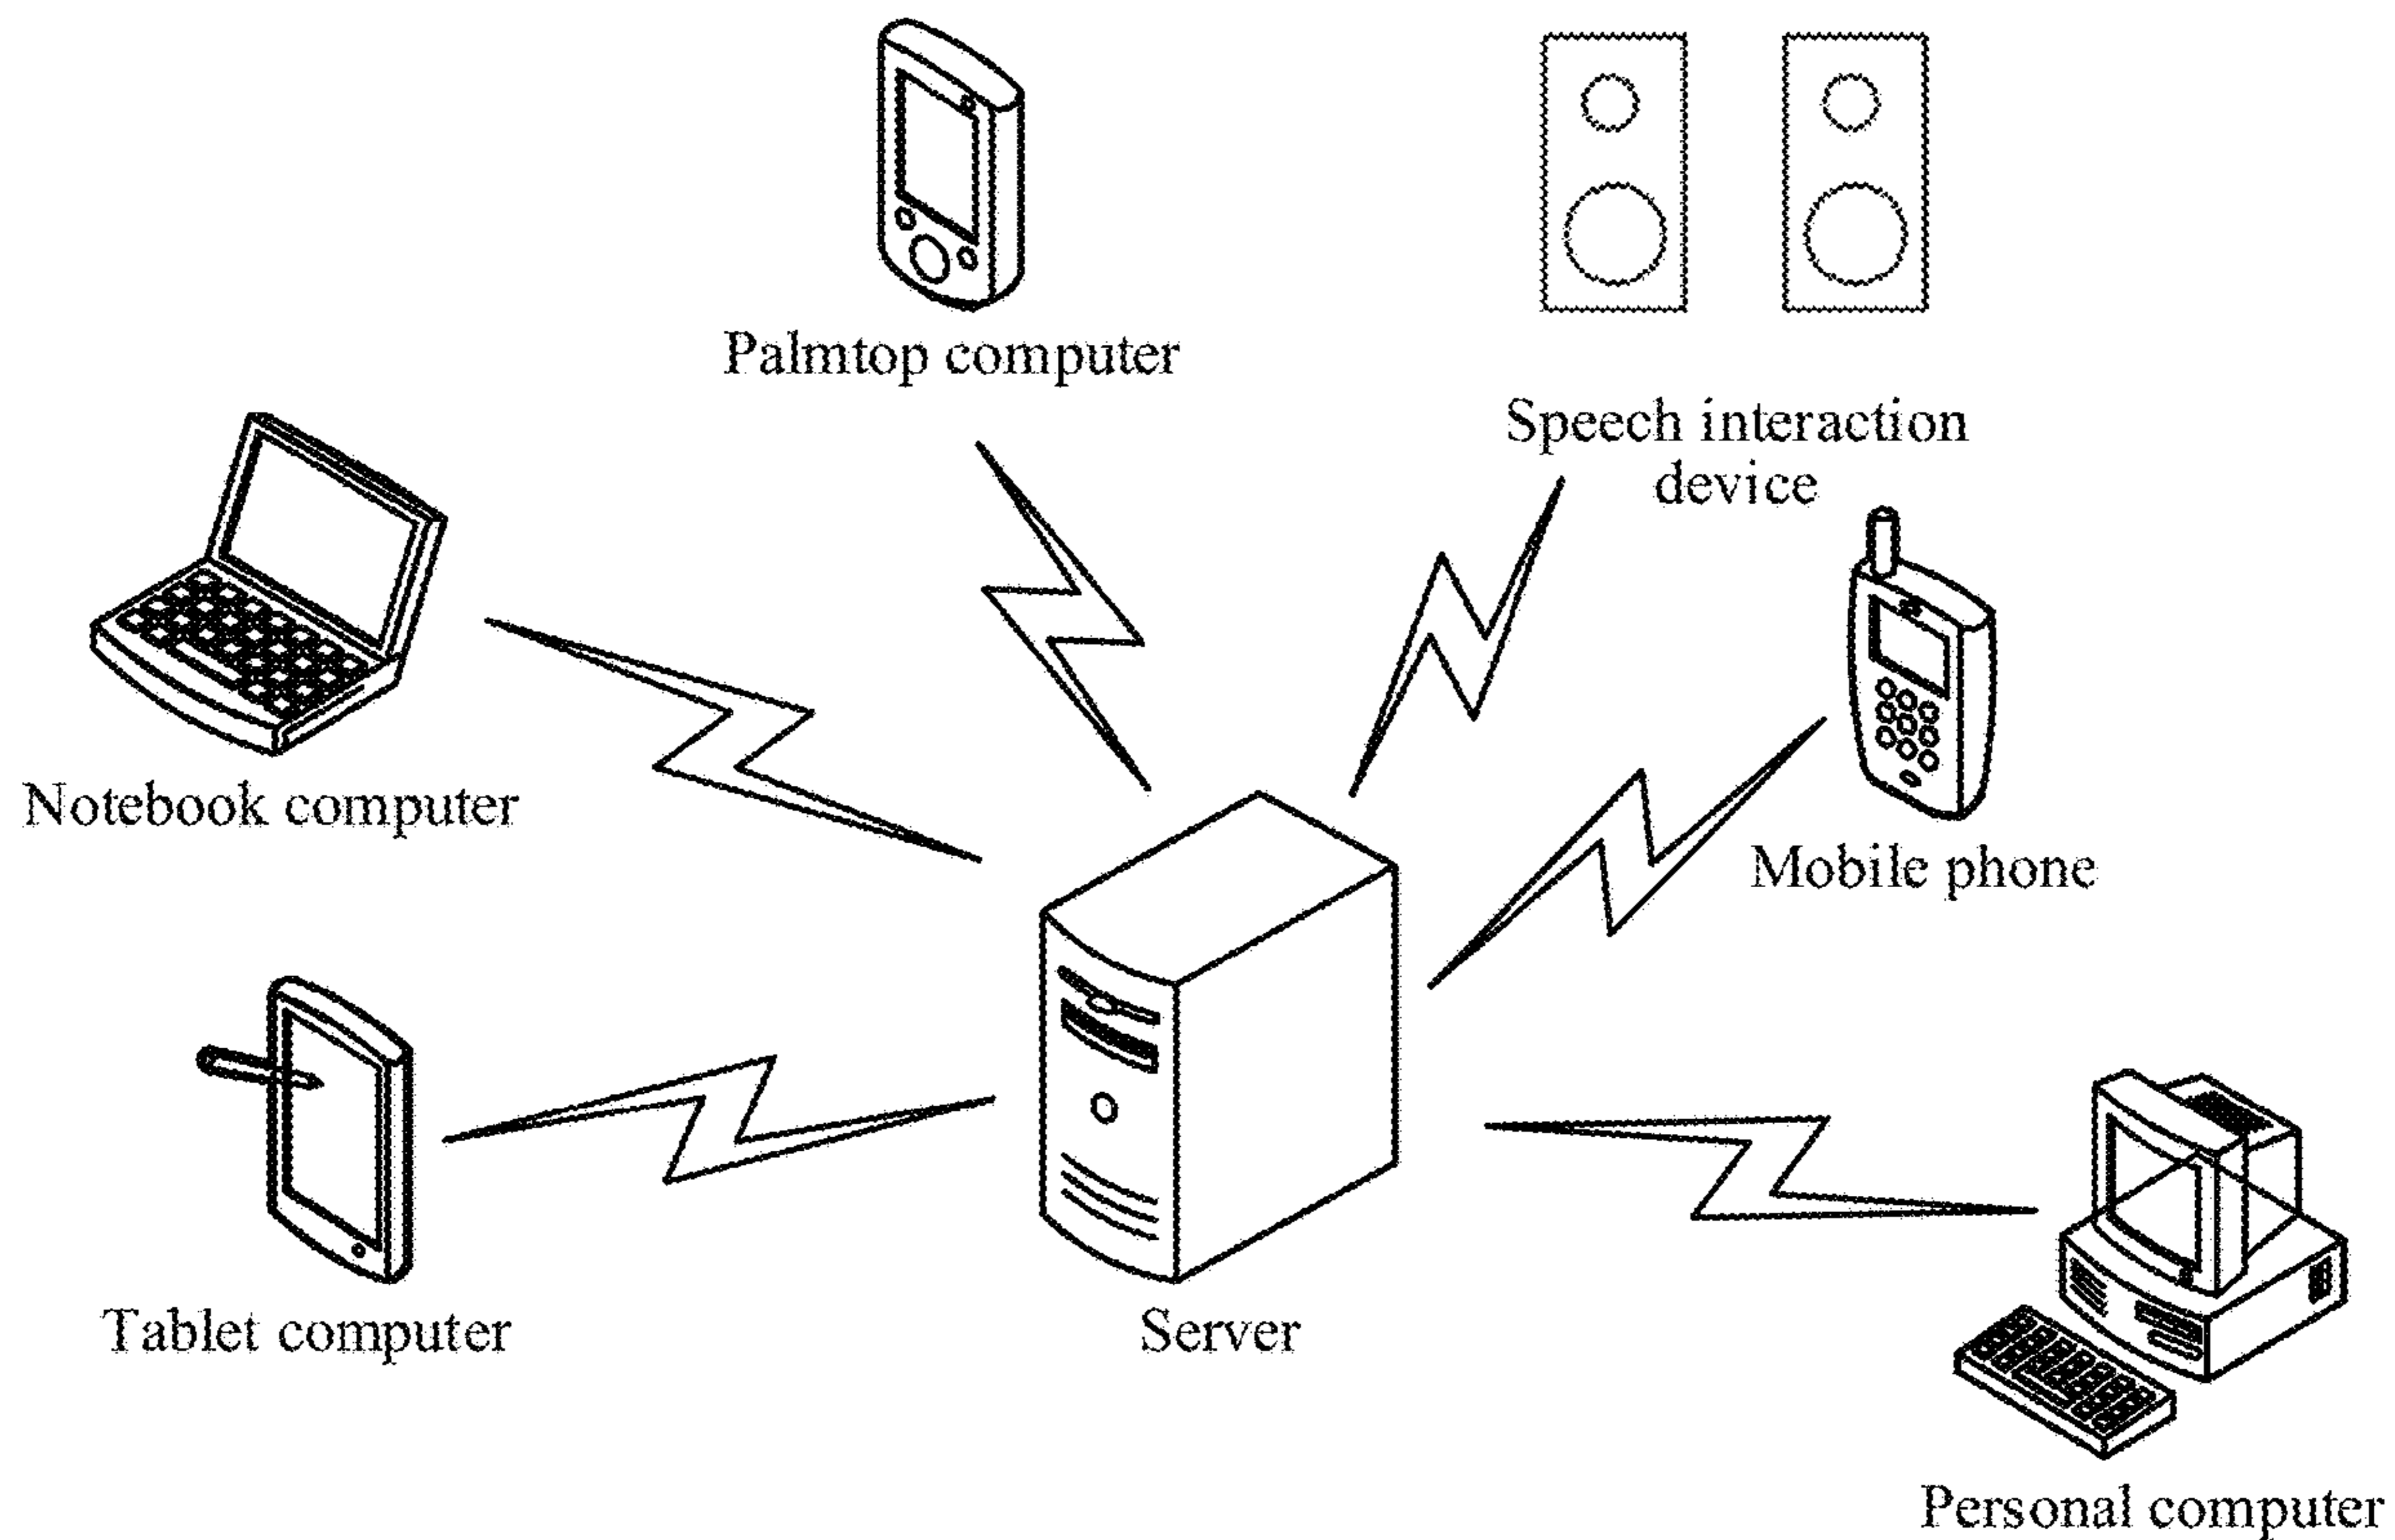 Palmtop computer
Speech interaction
device
Notebook computer
Mobile phone
Tablet computer
Server
Personal computer